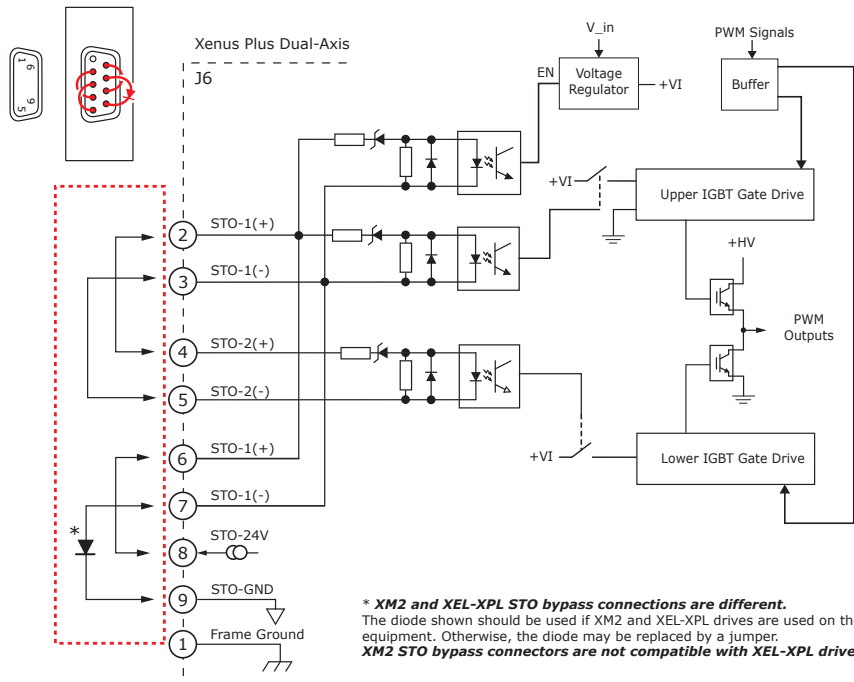 1
6
9
5
Xenus Plus Dual-Axis
J6
V_in
PWM Signals
EN
Voltage
Regulator
+VI
Buffer
+VI
Upper IGBT Gate Drive
2
STO-1(+)
+HV
3
STO-1(-)
PWM
Outputs
4
STO-2(+)
5
STO-2(-)
6
STO-1(+)
+VI
Lower IGBT Gate Drive
7
STO-1(-)
*
8
STO-24V
9
STO-GND
1
Frame Ground
* XM2 and XEL-XPL STO bypass connections are different.
The diode shown should be used if XM2 and XEL-XPL drives are used on th
equipment. Otherwise, the diode may be replaced by a jumper.
XM2 STO bypass connectors are not compatible with XEL-XPL drive